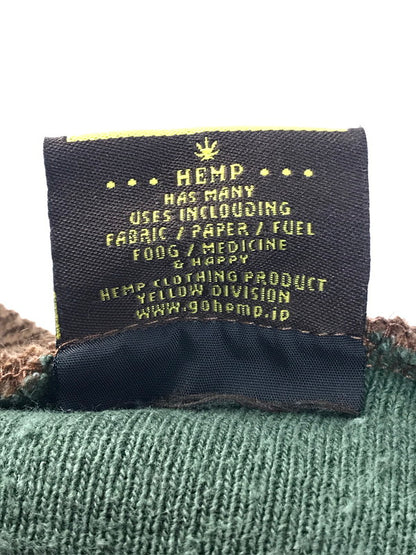 ... HEMP ...
HAS MANY
USES INCLOUDING
FABRIC / PAPER / FUEL
FOOG / MEDICINE
& HAPPY
HEMP CLOTHING PRODUCT
YELLOW DIVISION
www.gohemp.jp